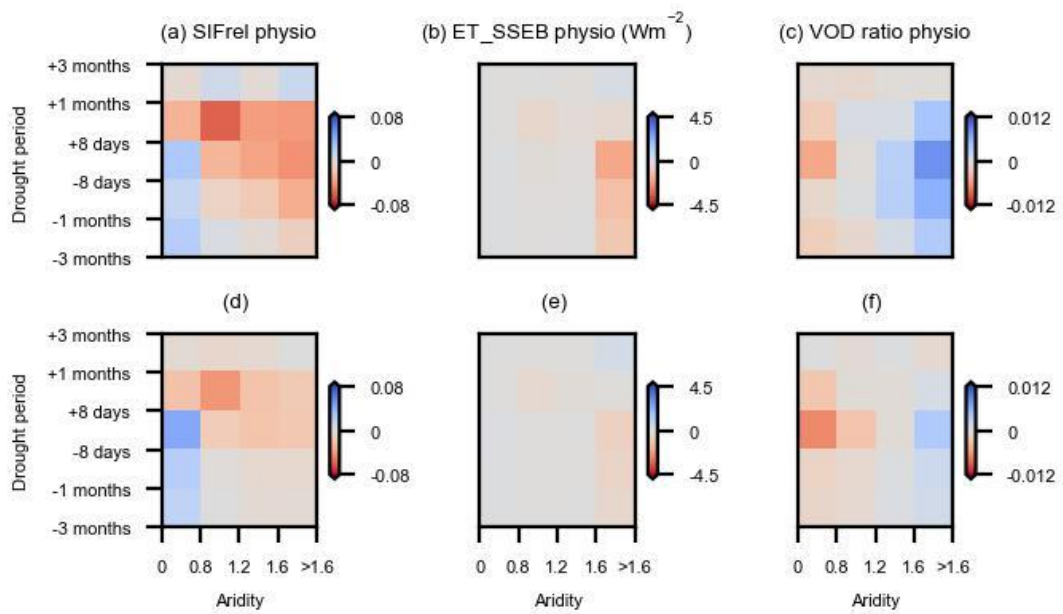 (a) SIFrel physio
(b) ET_SSEB physio (Wm−2)
(c) VOD ratio physio
+3 months
+1 months
+8 days
-8 days
-1 months
-3 months
Drought period
0.08
0
-0.08
4.5
0
-4.5
0.012
0
-0.012
(d)
(e)
(f)
+3 months
+1 months
+8 days
-8 days
-1 months
-3 months
Drought period
0.08
0
-0.08
4.5
0
-4.5
0.012
0
-0.012
0 0.8 1.2 1.6 >1.6
0 0.8 1.2 1.6 >1.6
0 0.8 1.2 1.6 >1.6
Aridity
Aridity
Aridity